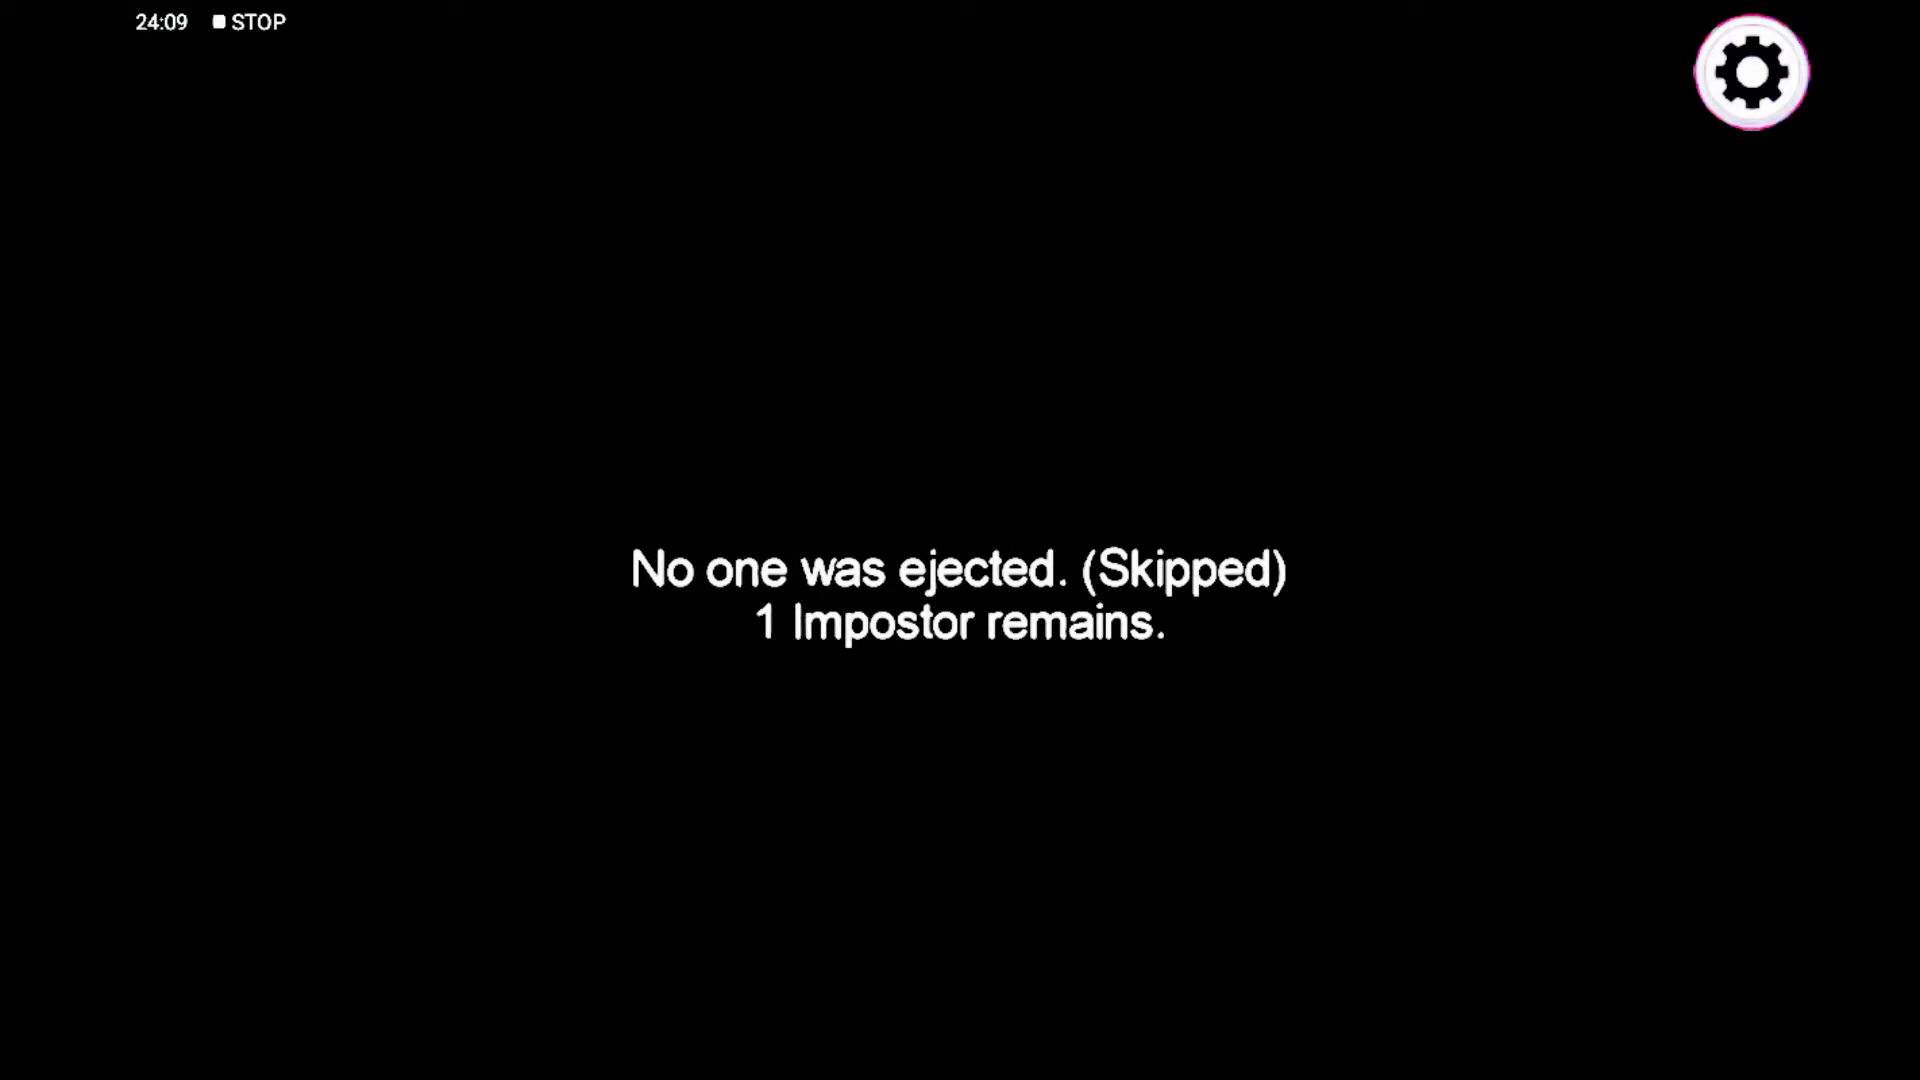 24:09 STOP
No one was ejected. (Skipped)
1 Impostor remains.